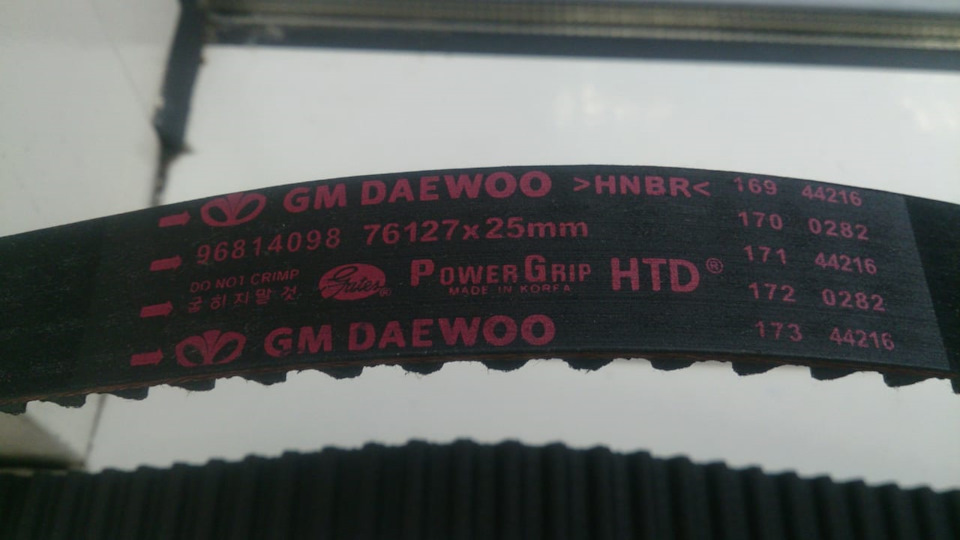 GM DAEWOO >HNBR< 169 44216
96814098 76127x25mm 170 0282
DO NOT CRIMP Gates® POWERGRIP HTD® 171 44216
굽히지말 것 MADE IN KOREA 172 0282
GM DAEWOO 173 44216